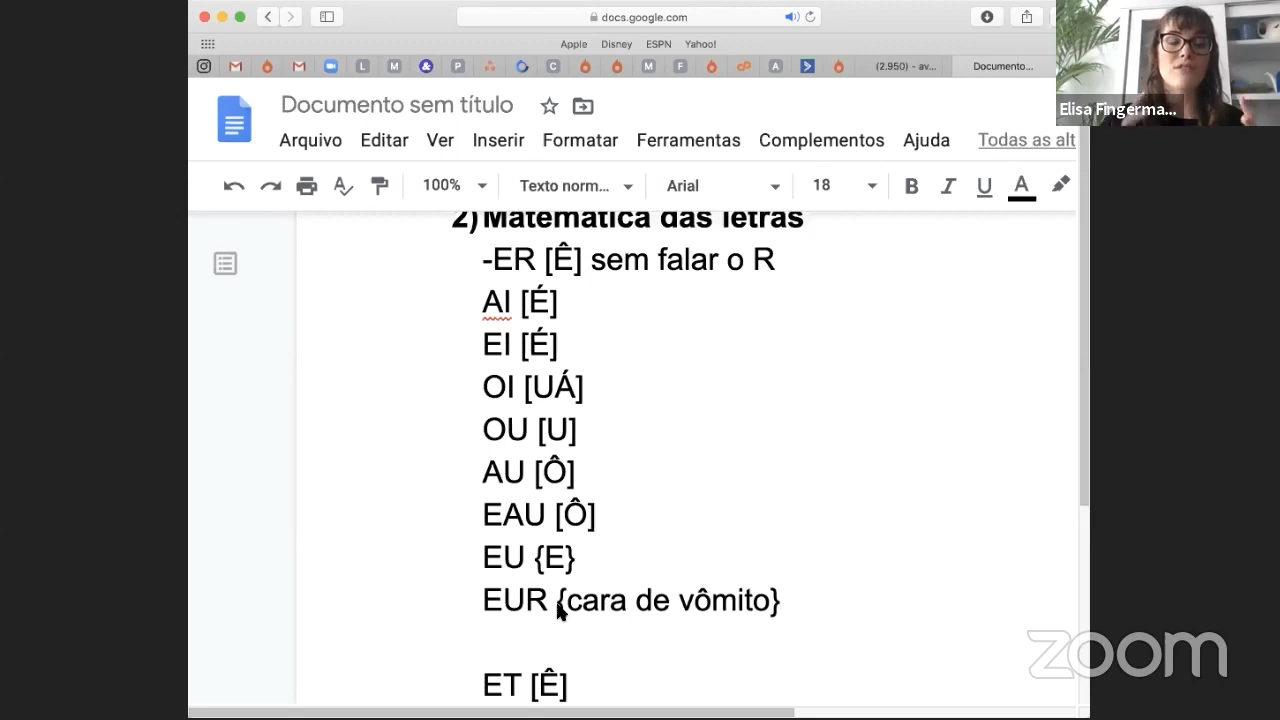 docs.google.com
Apple Disney ESPN Yahoo!
L M P C M F A (2.950) - av... Documento...
Elisa Fingerma...
Documento sem título
Arquivo Editar Ver Inserir Formatar Ferramentas Complementos Ajuda Todas as alt
100% Texto norm... Arial 18 B I U A
2) Matemática das letras
-ER [Ê] sem falar o R
AI [É]
EI [É]
OI [UÁ]
OU [U]
AU [Ô]
EAU [Ô]
EU {E}
EUR {cara de vômito}
ET [Ê]
zoom